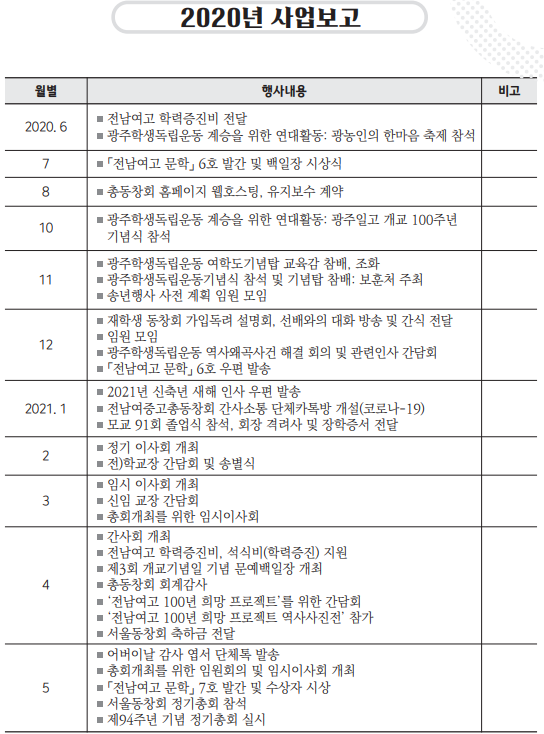 2020년 사업보고
월별 행사내용 비고
2020. 6
■ 전남여고 학력증진비 전달
■ 광주학생독립운동 계승을 위한 연대활동: 광농인의 한마음 축제 참석
7
■ 「전남여고 문학」 6호 발간 및 백일장 시상식
8
■ 총동창회 홈페이지 웹호스팅, 유지보수 계약
10
■ 광주학생독립운동 계승을 위한 연대활동: 광주일고 개교 100주년
기념식 참석
11
■ 광주학생독립운동 여학도기념탑 교육감 참배, 조화
■ 광주학생독립운동기념식 참석 및 기념탑 참배: 보훈처 주최
■ 송년행사 사전 계획 임원 모임
12
■ 재학생 동창회 가입독려 설명회, 선배와의 대화 방송 및 간식 전달
■ 임원 모임
■ 광주학생독립운동 역사왜곡사건 해결 회의 및 관련인사 간담회
■ 「전남여고 문학」 6호 우편 발송
2021. 1
■ 2021년 신축년 새해 인사 우편 발송
■ 전남여중고총동창회 간사소통 단체카톡방 개설(코로나-19)
■ 모교 91회 졸업식 참석, 회장 격려사 및 장학증서 전달
2
■ 정기 이사회 개최
■ 전)학교장 간담회 및 송별식
3
■ 임시 이사회 개최
■ 신임 교장 간담회
■ 총회개최를 위한 임시이사회
4
■ 간사회 개최
■ 전남여고 학력증진비, 석식비(학력증진) 지원
■ 제3회 개교기념일 기념 문예백일장 개최
■ 총동창회 회계감사
■ ‘전남여고 100년 희망 프로젝트’를 위한 간담회
■ ‘전남여고 100년 희망 프로젝트 역사사진전’ 참가
■ 서울동창회 축하금 전달
5
■ 어버이날 감사 엽서 단체톡 발송
■ 총회개최를 위한 임원회의 및 임시이사회 개최
■ 「전남여고 문학」 7호 발간 및 수상자 시상
■ 서울동창회 정기총회 참석
■ 제94주년 기념 정기총회 실시